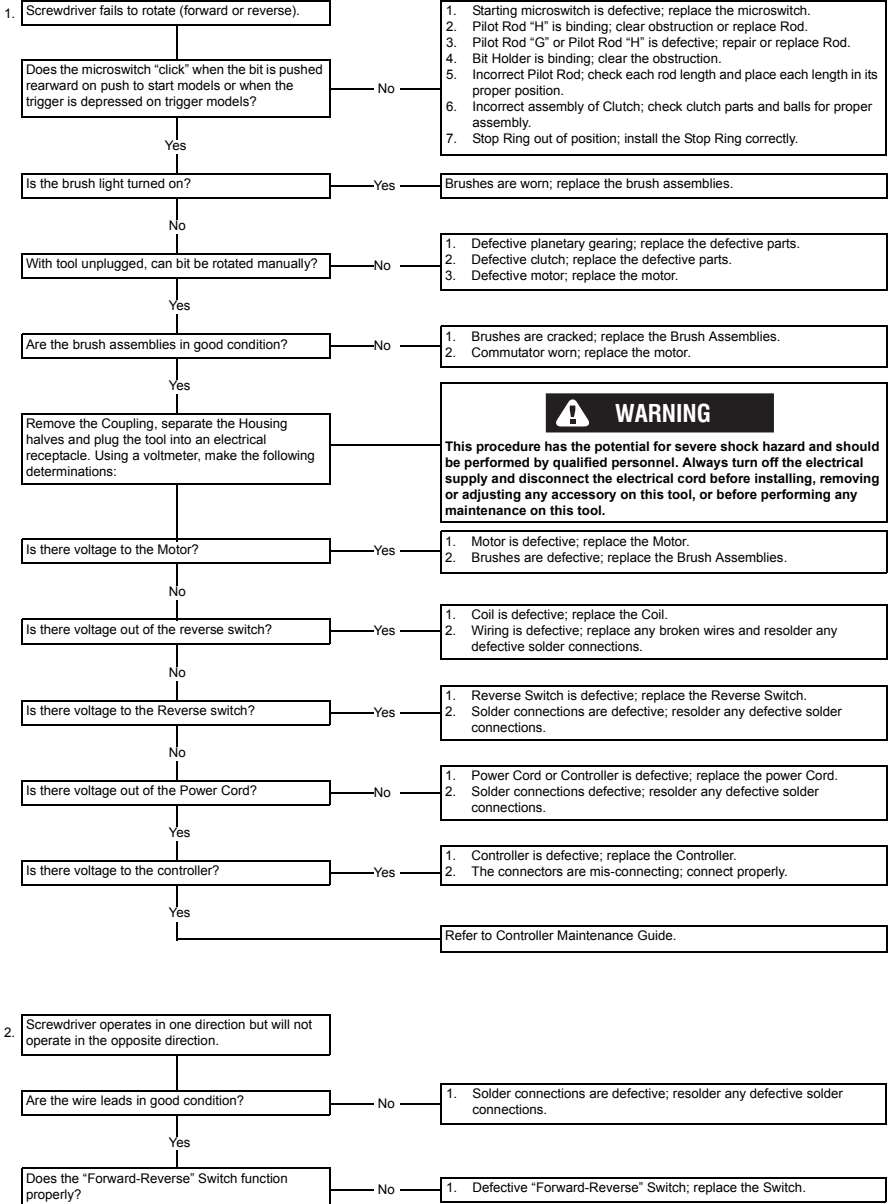 1. Screwdriver fails to rotate (forward or reverse).
Does the microswitch “click” when the bit is pushed
rearward on push to start models or when the
trigger is depressed on trigger models?
No
1. Starting microswitch is defective; replace the microswitch.
2. Pilot Rod “H” is binding; clear obstruction or replace Rod.
3. Pilot Rod “G” or Pilot Rod “H” is defective; repair or replace Rod.
4. Bit Holder is binding; clear the obstruction.
5. Incorrect Pilot Rod; check each rod length and place each length in its
proper position.
6. Incorrect assembly of Clutch; check clutch parts and balls for proper
assembly.
7. Stop Ring out of position; install the Stop Ring correctly.
Yes
Is the brush light turned on?
Yes
Brushes are worn; replace the brush assemblies.
No
With tool unplugged, can bit be rotated manually?
No
1. Defective planetary gearing; replace the defective parts.
2. Defective clutch; replace the defective parts.
3. Defective motor; replace the motor.
Yes
Are the brush assemblies in good condition?
No
1. Brushes are cracked; replace the Brush Assemblies.
2. Commutator worn; replace the motor.
Yes
Remove the Coupling, separate the Housing
halves and plug the tool into an electrical
receptacle. Using a voltmeter, make the following
determinations:
WARNING
This procedure has the potential for severe shock hazard and should
be performed by qualified personnel. Always turn off the electrical
supply and disconnect the electrical cord before installing, removing
or adjusting any accessory on this tool, or before performing any
maintenance on this tool.
Is there voltage to the Motor?
Yes
1. Motor is defective; replace the Motor.
2. Brushes are defective; replace the Brush Assemblies.
No
Is there voltage out of the reverse switch?
Yes
1. Coil is defective; replace the Coil.
2. Wiring is defective; replace any broken wires and resolder any
defective solder connections.
No
Is there voltage to the Reverse switch?
Yes
1. Reverse Switch is defective; replace the Reverse Switch.
2. Solder connections are defective; resolder any defective solder
connections.
No
Is there voltage out of the Power Cord?
No
1. Power Cord or Controller is defective; replace the power Cord.
2. Solder connections defective; resolder any defective solder
connections.
Yes
Is there voltage to the controller?
Yes
1. Controller is defective; replace the Controller.
2. The connectors are mis-connecting; connect properly.
Yes
Refer to Controller Maintenance Guide.
2. Screwdriver operates in one direction but will not
operate in the opposite direction.
Are the wire leads in good condition?
No
1. Solder connections are defective; resolder any defective solder
connections.
Yes
Does the “Forward-Reverse” Switch function
properly?
No
1. Defective “Forward-Reverse” Switch; replace the Switch.